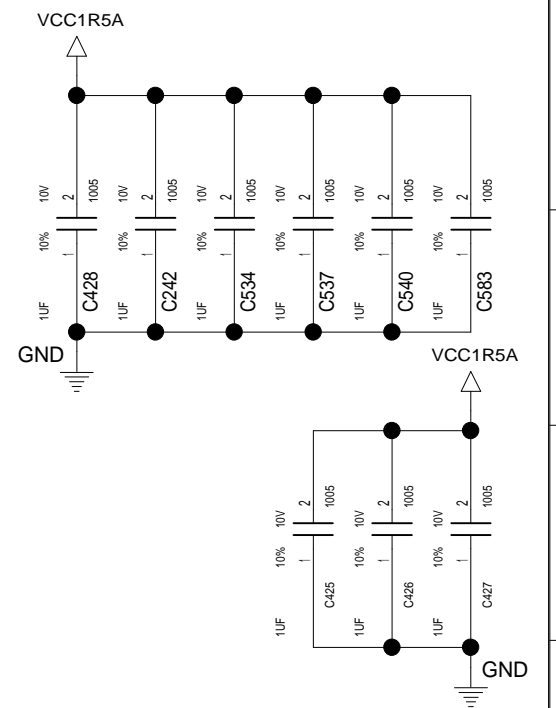 VCC1R5A
10V 2 1005
10% 1
1UF C428
10V 2 1005
10% 1
1UF C242
10V 2 1005
10% 1
1UF C534
10V 2 1005
10% 1
1UF C537
10V 2 1005
10% 1
1UF C540
10V 2 1005
10% 1
1UF C583
GND
VCC1R5A
10V 2 1005
10% 1
1UF C425
10V 2 1005
10% 1
1UF C426
10V 2 1005
10% 1
1UF C427
GND